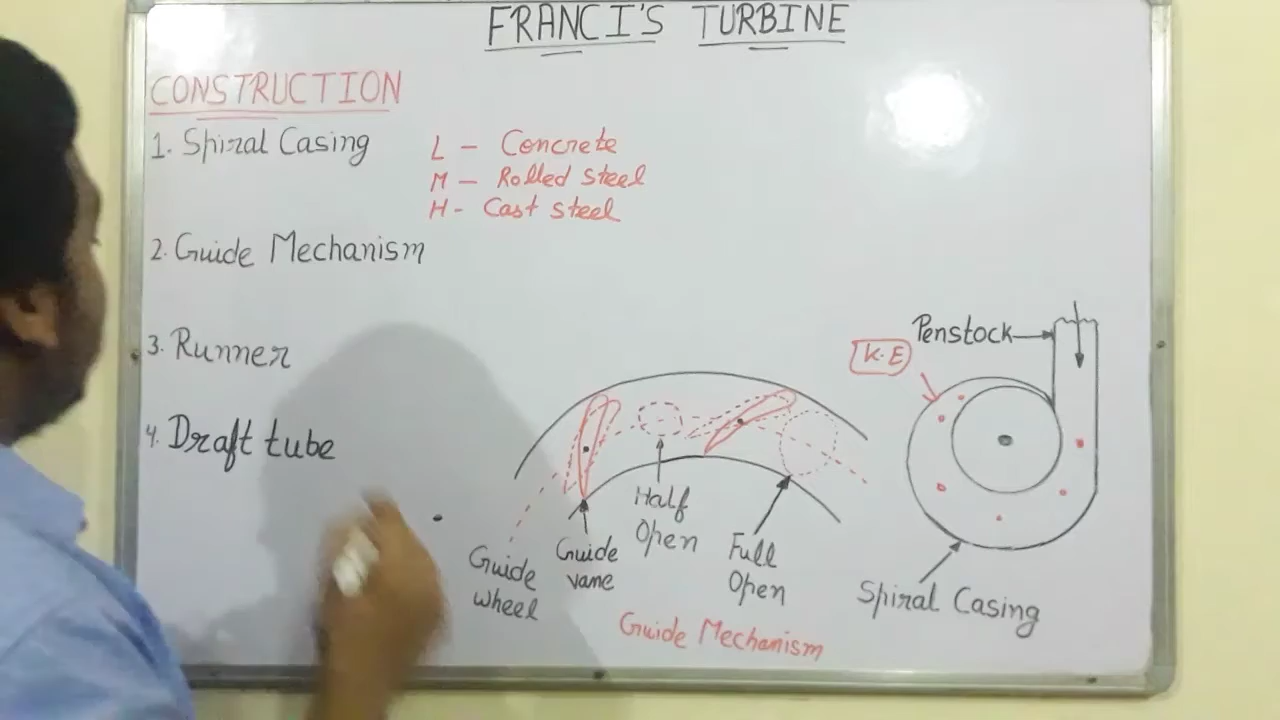 FRANCI'S TURBINE
CONSTRUCTION
1. Spiral Casing
L - Concrete
M - Rolled steel
H - Cast steel
2. Guide Mechanism
3. Runner
4. Draft tube
Guide
wheel
Guide
vane
Half
Open
Full
Open
Guide Mechanism
Penstock
K.E
Spiral Casing